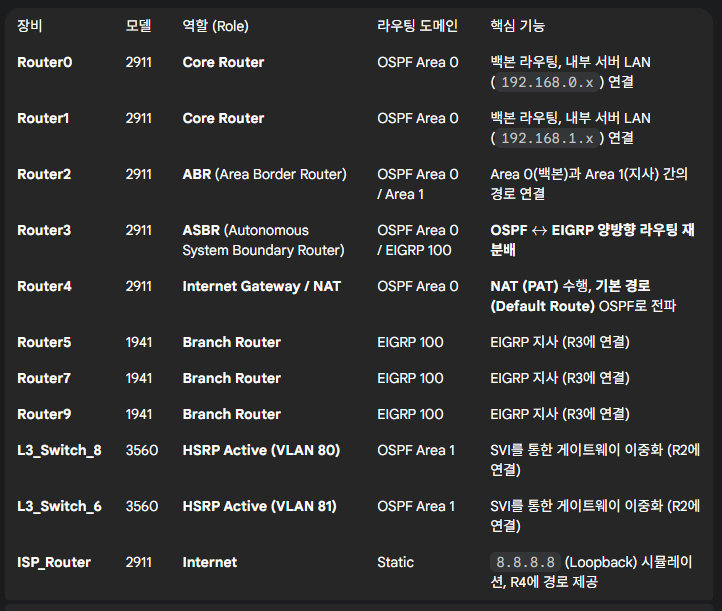 장비 모델 역할 (Role) 라우팅 도메인 핵심 기능
Router0 2911 Core Router OSPF Area 0 백본 라우팅, 내부 서버 LAN
( 192.168.0.x ) 연결
Router1 2911 Core Router OSPF Area 0 백본 라우팅, 내부 서버 LAN
( 192.168.1.x ) 연결
Router2 2911 ABR (Area Border Router) OSPF Area 0 Area 0(백본)과 Area 1(지사) 간의
/ Area 1 경로 연결
Router3 2911 ASBR (Autonomous OSPF Area 0 OSPF ↔ EIGRP 양방향 라우팅 재
System Boundary Router) / EIGRP 100 분배
Router4 2911 Internet Gateway / NAT OSPF Area 0 NAT (PAT) 수행, 기본 경로
(Default Route) OSPF로 전파
Router5 1941 Branch Router EIGRP 100 EIGRP 지사 (R3에 연결)
Router7 1941 Branch Router EIGRP 100 EIGRP 지사 (R3에 연결)
Router9 1941 Branch Router EIGRP 100 EIGRP 지사 (R3에 연결)
L3_Switch_8 3560 HSRP Active (VLAN 80) OSPF Area 1 SVI를 통한 게이트웨이 이중화 (R2에
연결)
L3_Switch_6 3560 HSRP Active (VLAN 81) OSPF Area 1 SVI를 통한 게이트웨이 이중화 (R2에
연결)
ISP_Router 2911 Internet Static 8.8.8.8 (Loopback) 시뮬레이
션, R4에 경로 제공